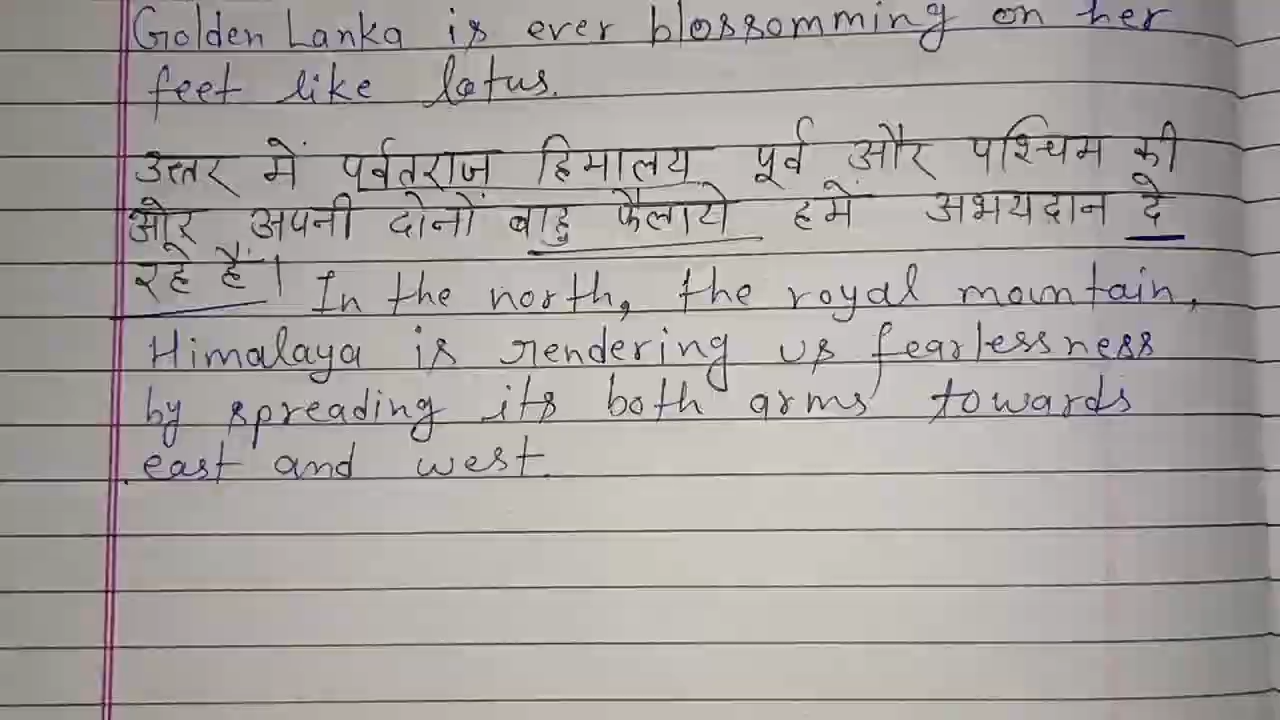 Golden Lanka is ever blossomming on her
feet like lotus.
उत्तर में पर्वतराज हिमालय पूर्व और पश्चिम की
ओर अपनी दोनों बाहु फैलाये हमें अभयदान दे
रहे हैं। In the north, the royal mountain,
Himalaya is rendering us fearlessness
by spreading its both arms towards
east and west.